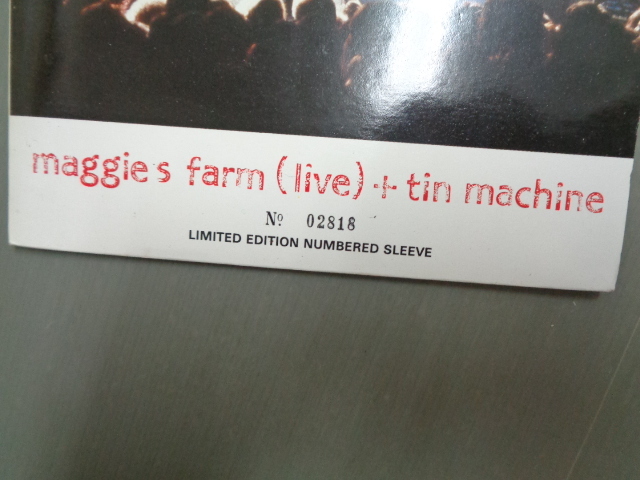 maggie's farm (live) + tin machine
Nº 02818
LIMITED EDITION NUMBERED SLEEVE